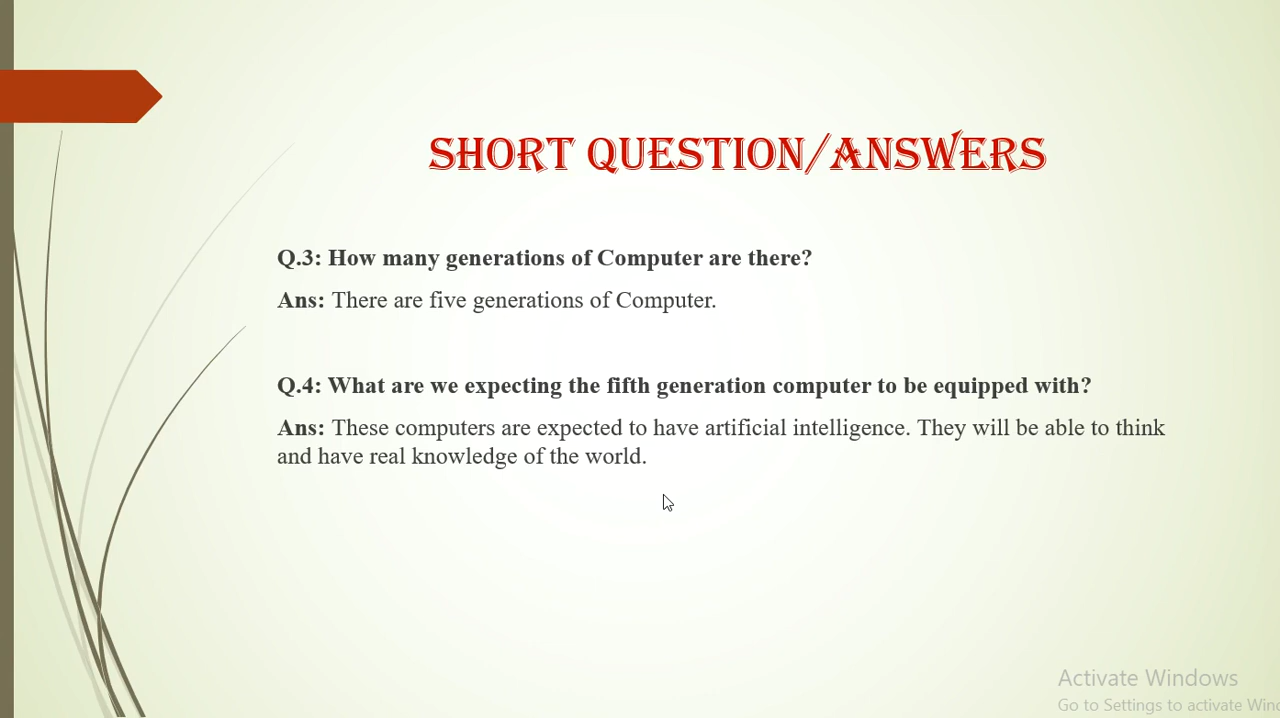 SHORT QUESTION/ANSWERS
Q.3: How many generations of Computer are there?
Ans: There are five generations of Computer.
Q.4: What are we expecting the fifth generation computer to be equipped with?
Ans: These computers are expected to have artificial intelligence. They will be able to think
and have real knowledge of the world.
Activate Windows
Go to Settings to activate